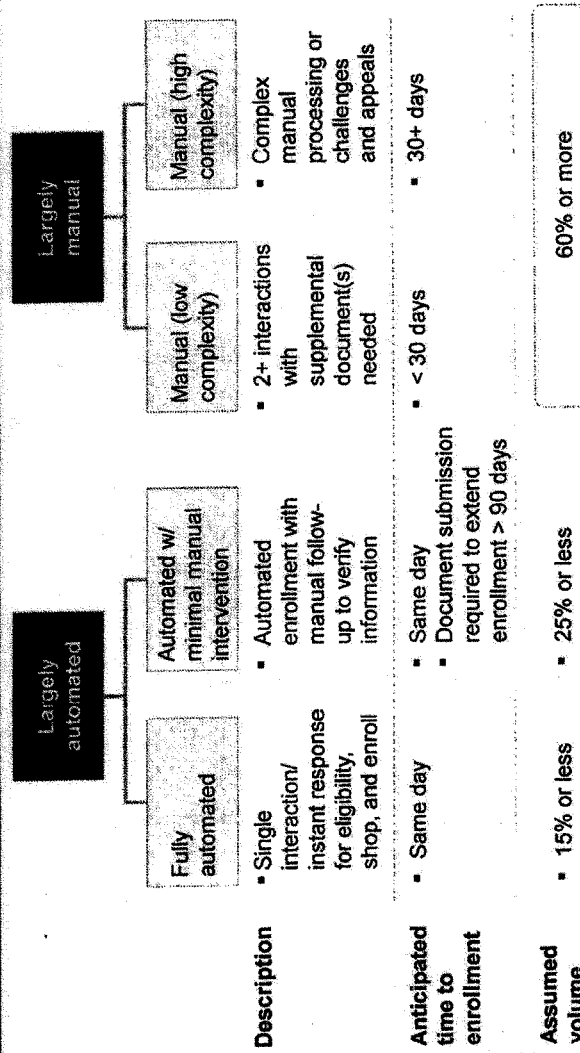 Largely
automated
Largely
manual
Fully
automated
Automated w/
minimal manual
intervention
Manual (low
complexity)
Manual (high
complexity)
Description
▪ Single
interaction/
instant response
for eligibility,
shop, and enroll
▪ Automated
enrollment with
manual follow-
up to verify
information
▪ 2+ interactions
with
supplemental
document(s)
needed
▪ Complex
manual
processing or
challenges
and appeals
Anticipated
time to
enrollment
▪ Same day
▪ Same day
▪ Document submission
required to extend
enrollment > 90 days
▪ < 30 days
▪ 30+ days
Assumed
volume
▪ 15% or less
▪ 25% or less
60% or more